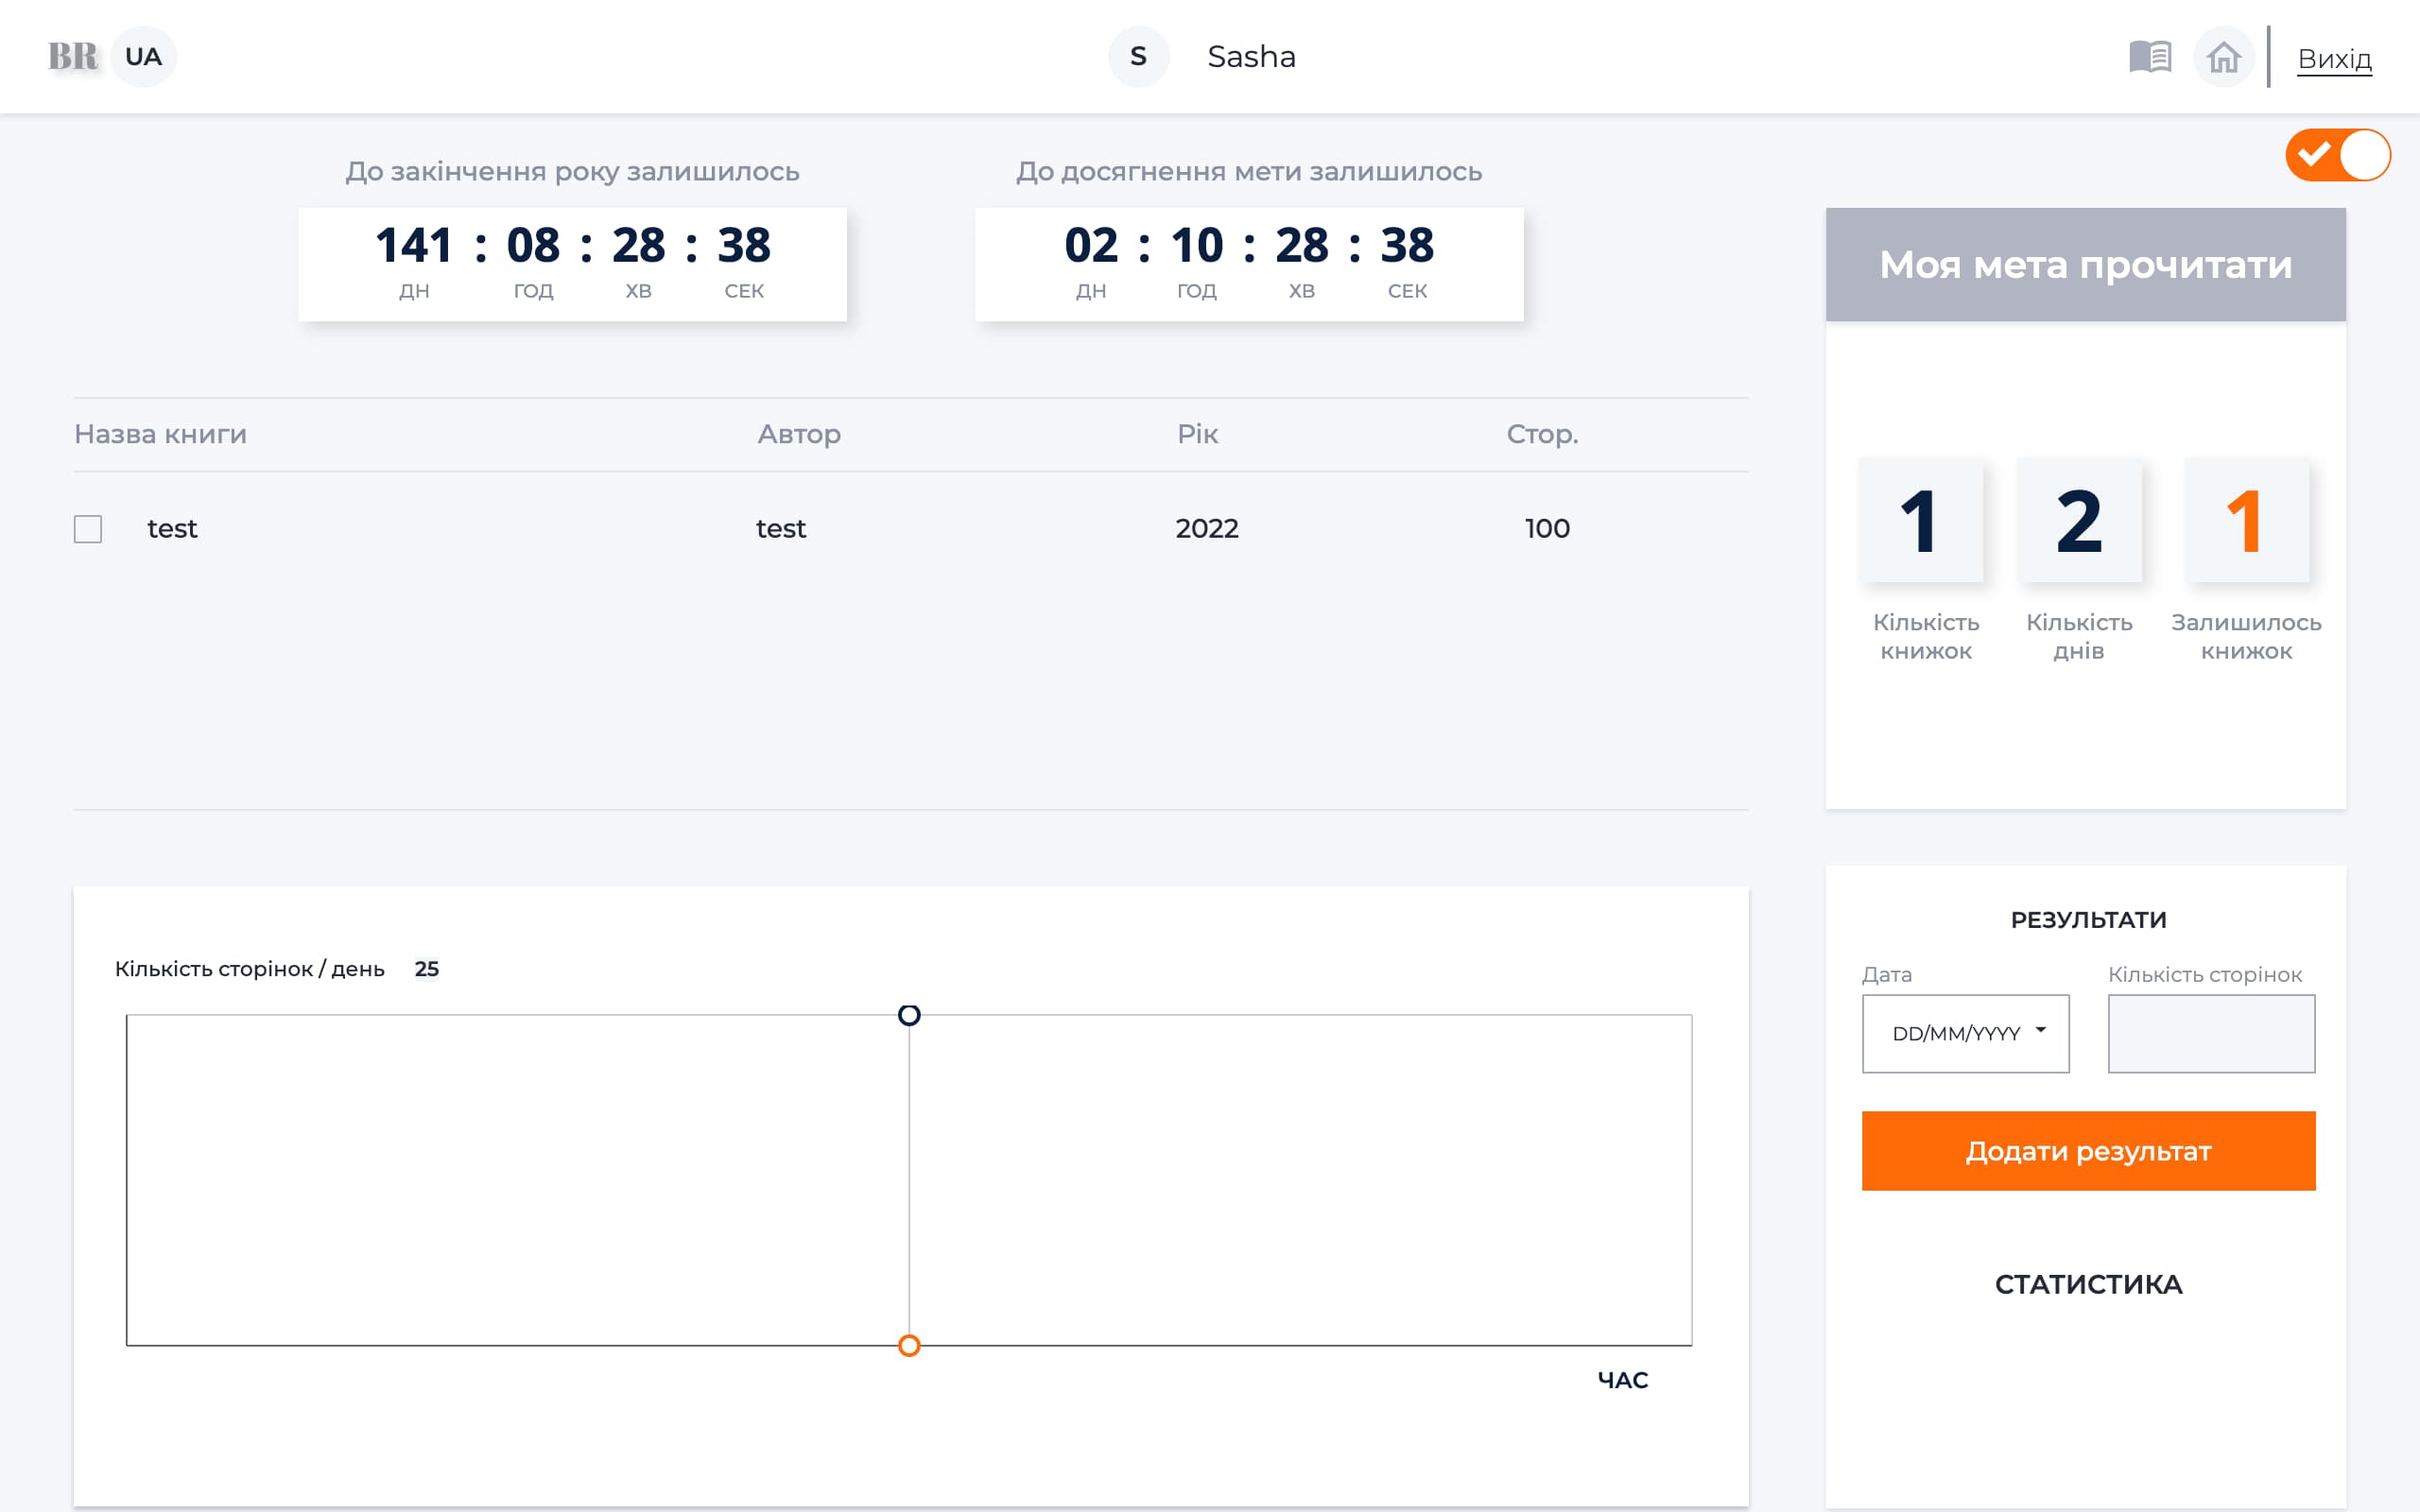 BR UA S Sasha Вихід
До закінчення року залишилось
141 : 08 : 28 : 38
ДН ГОД ХВ СЕК
До досягнення мети залишилось
02 : 10 : 28 : 38
ДН ГОД ХВ СЕК
Назва книги Автор Рік Стор.
test test 2022 100
Моя мета прочитати
1 2 1
Кількість книжок
Кількість днів
Залишилось книжок
Кількість сторінок / день 25
ЧАС
РЕЗУЛЬТАТИ
Дата Кількість сторінок
DD/MM/YYYY
Додати результат
СТАТИСТИКА